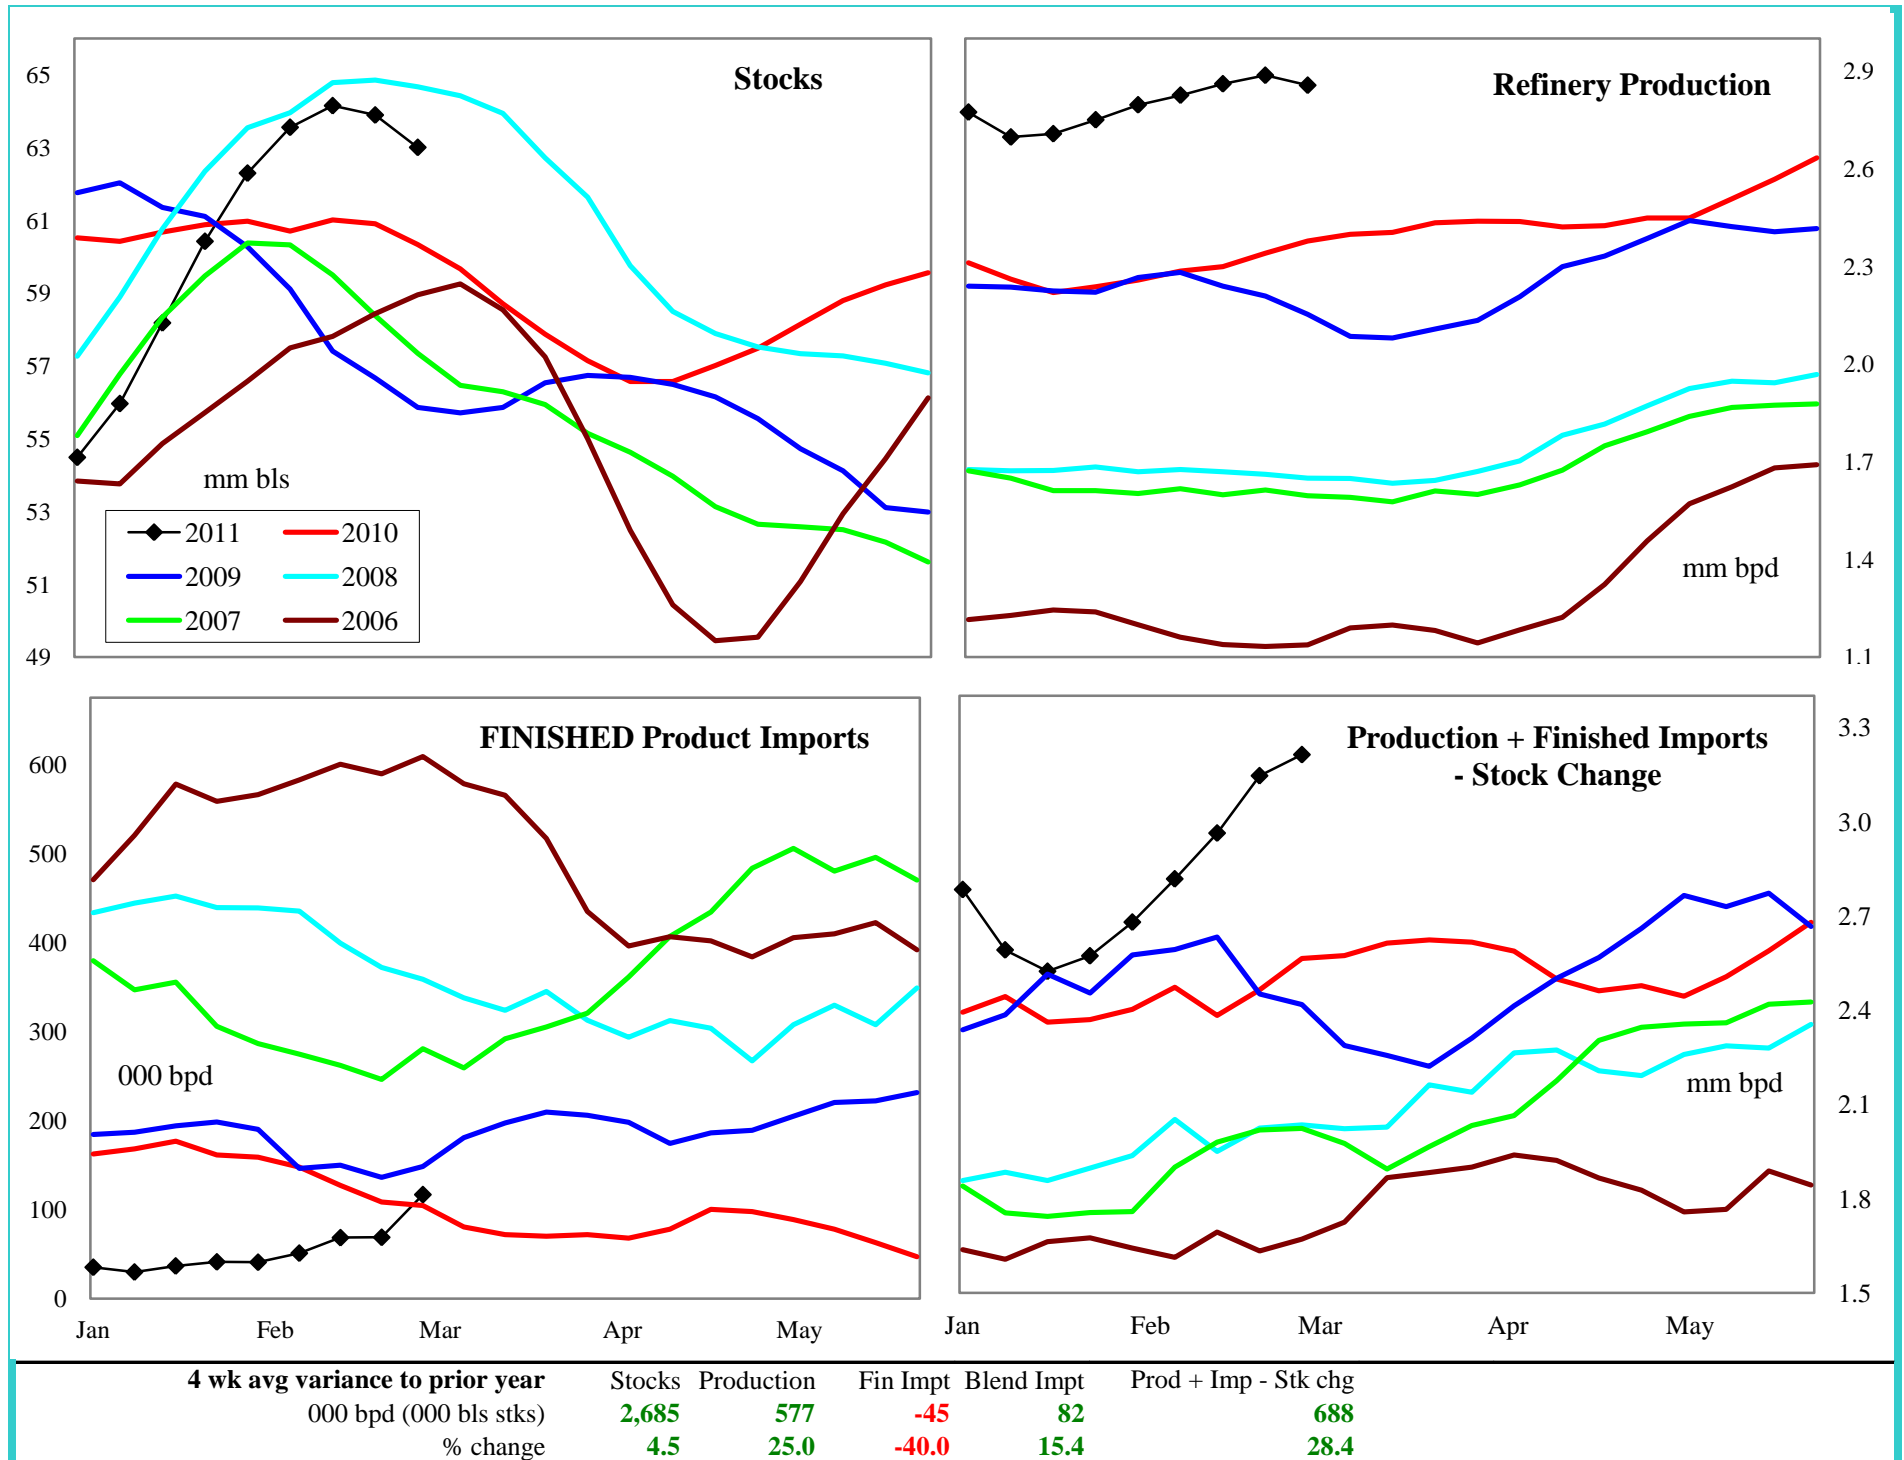 Stocks
65
63
61
59
57
55
53
51
49
mm bls
2011 2010
2009 2008
2007 2006
Refinery Production
2.9
2.6
2.3
2.0
1.7
1.4
1.1
mm bpd
FINISHED Product Imports
600
500
400
300
200
100
0
000 bpd
Jan Feb Mar Apr May
Production + Finished Imports
- Stock Change
3.3
3.0
2.7
2.4
2.1
1.8
1.5
mm bpd
Jan Feb Mar Apr May
4 wk avg variance to prior year Stocks Production Fin Impt Blend Impt Prod + Imp - Stk chg
000 bpd (000 bls stks) 2,685 577 -45 82 688
% change 4.5 25.0 -40.0 15.4 28.4